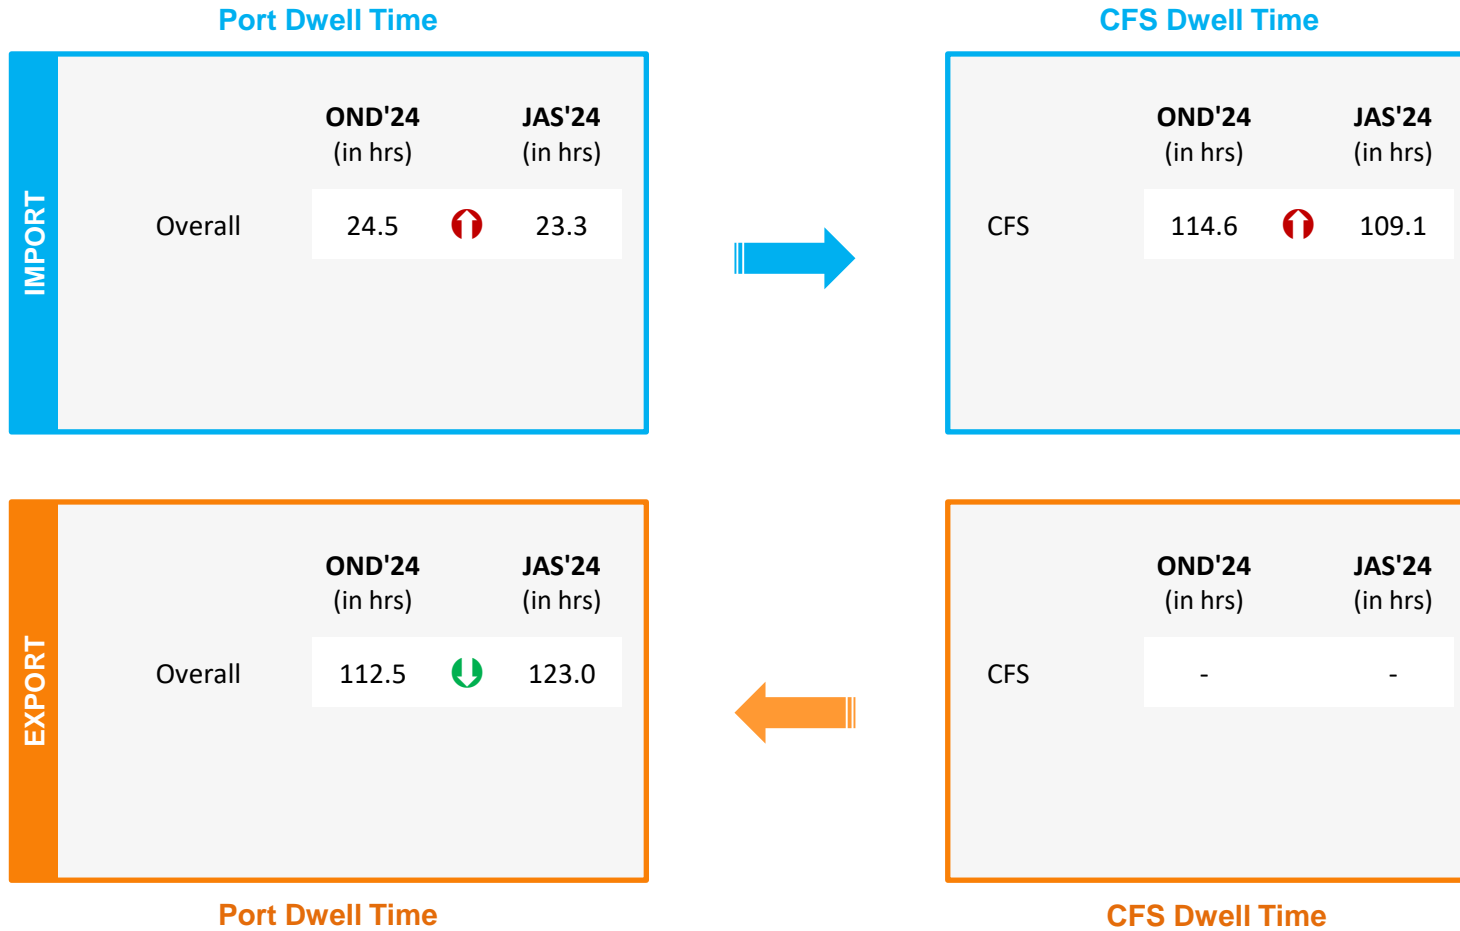 Port Dwell Time
CFS Dwell Time
IMPORT
OND'24 JAS'24
(in hrs) (in hrs)
Overall 24.5 23.3
OND'24 JAS'24
(in hrs) (in hrs)
CFS 114.6 109.1
EXPORT
OND'24 JAS'24
(in hrs) (in hrs)
Overall 112.5 123.0
OND'24 JAS'24
(in hrs) (in hrs)
CFS - -
Port Dwell Time
CFS Dwell Time